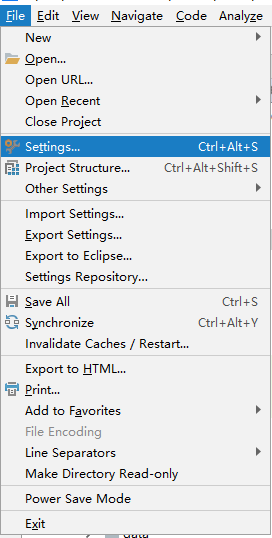 File Edit View Navigate Code Analyze
New
Open...
Open URL...
Open Recent
Close Project
Settings... Ctrl+Alt+S
Project Structure... Ctrl+Alt+Shift+S
Other Settings
Import Settings...
Export Settings...
Export to Eclipse...
Settings Repository...
Save All Ctrl+S
Synchronize Ctrl+Alt+Y
Invalidate Caches / Restart...
Export to HTML...
Print...
Add to Favorites
File Encoding
Line Separators
Make Directory Read-only
Power Save Mode
Exit
data